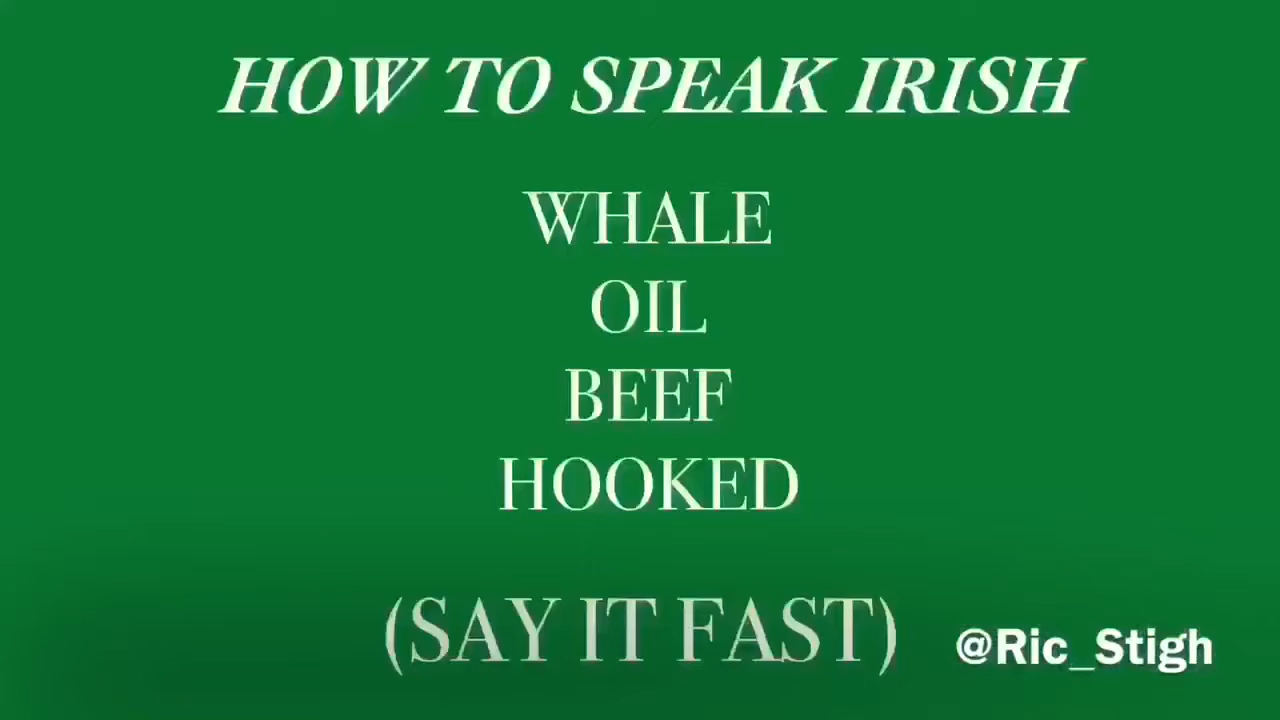 HOW TO SPEAK IRISH
WHALE
OIL
BEEF
HOOKED
(SAY IT FAST)
@Ric_Stigh